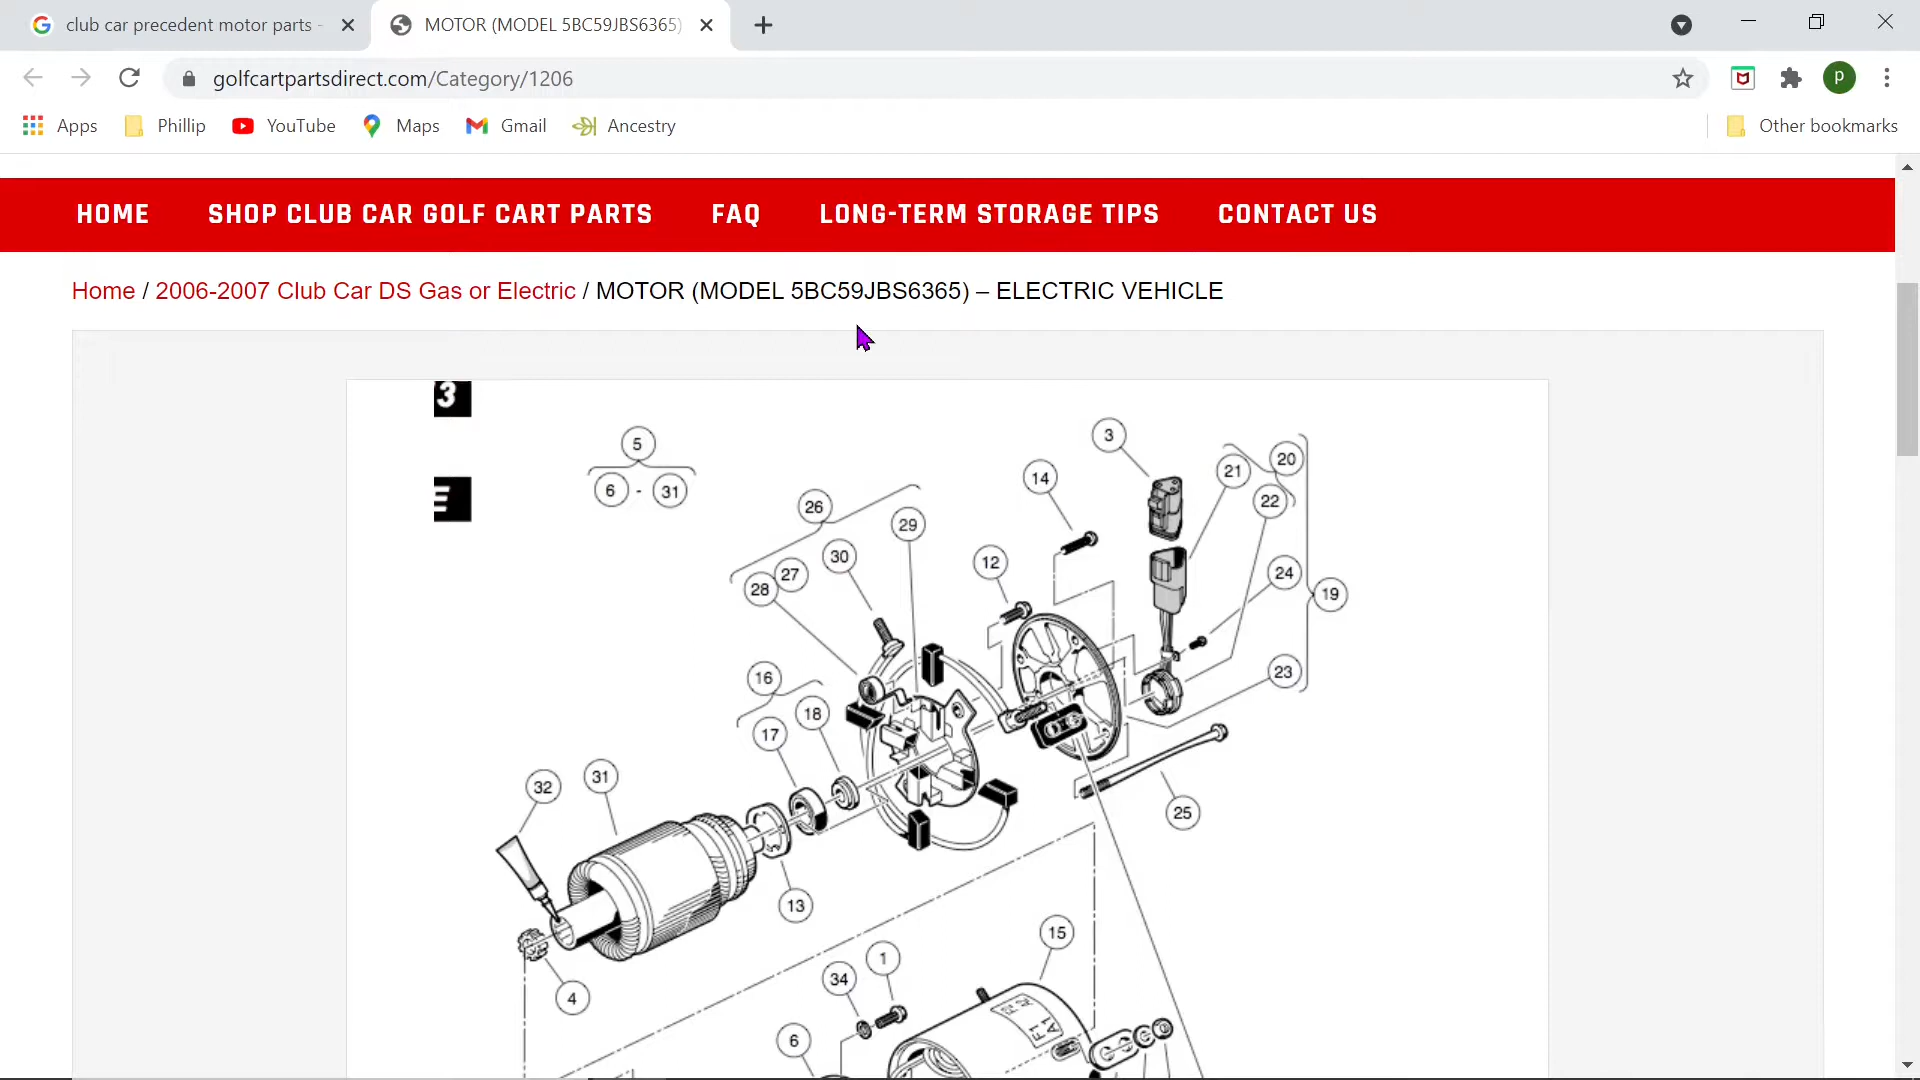 club car precedent motor parts -
MOTOR (MODEL 5BC59JBS6365)
golfcartpartsdirect.com/Category/1206
P
Apps
Phillip
YouTube
Maps
Gmail
Ancestry
Other bookmarks
HOME
SHOP CLUB CAR GOLF CART PARTS
FAQ
LONG-TERM STORAGE TIPS
CONTACT US
Home / 2006-2007 Club Car DS Gas or Electric / MOTOR (MODEL 5BC59JBS6365) – ELECTRIC VEHICLE
3
E
5
6 - 31
3
14
20
21
22
26
29
30
12
27
28
24
19
23
16
18
17
32
31
25
13
15
1
34
4
6
F1 F2
A1 A2